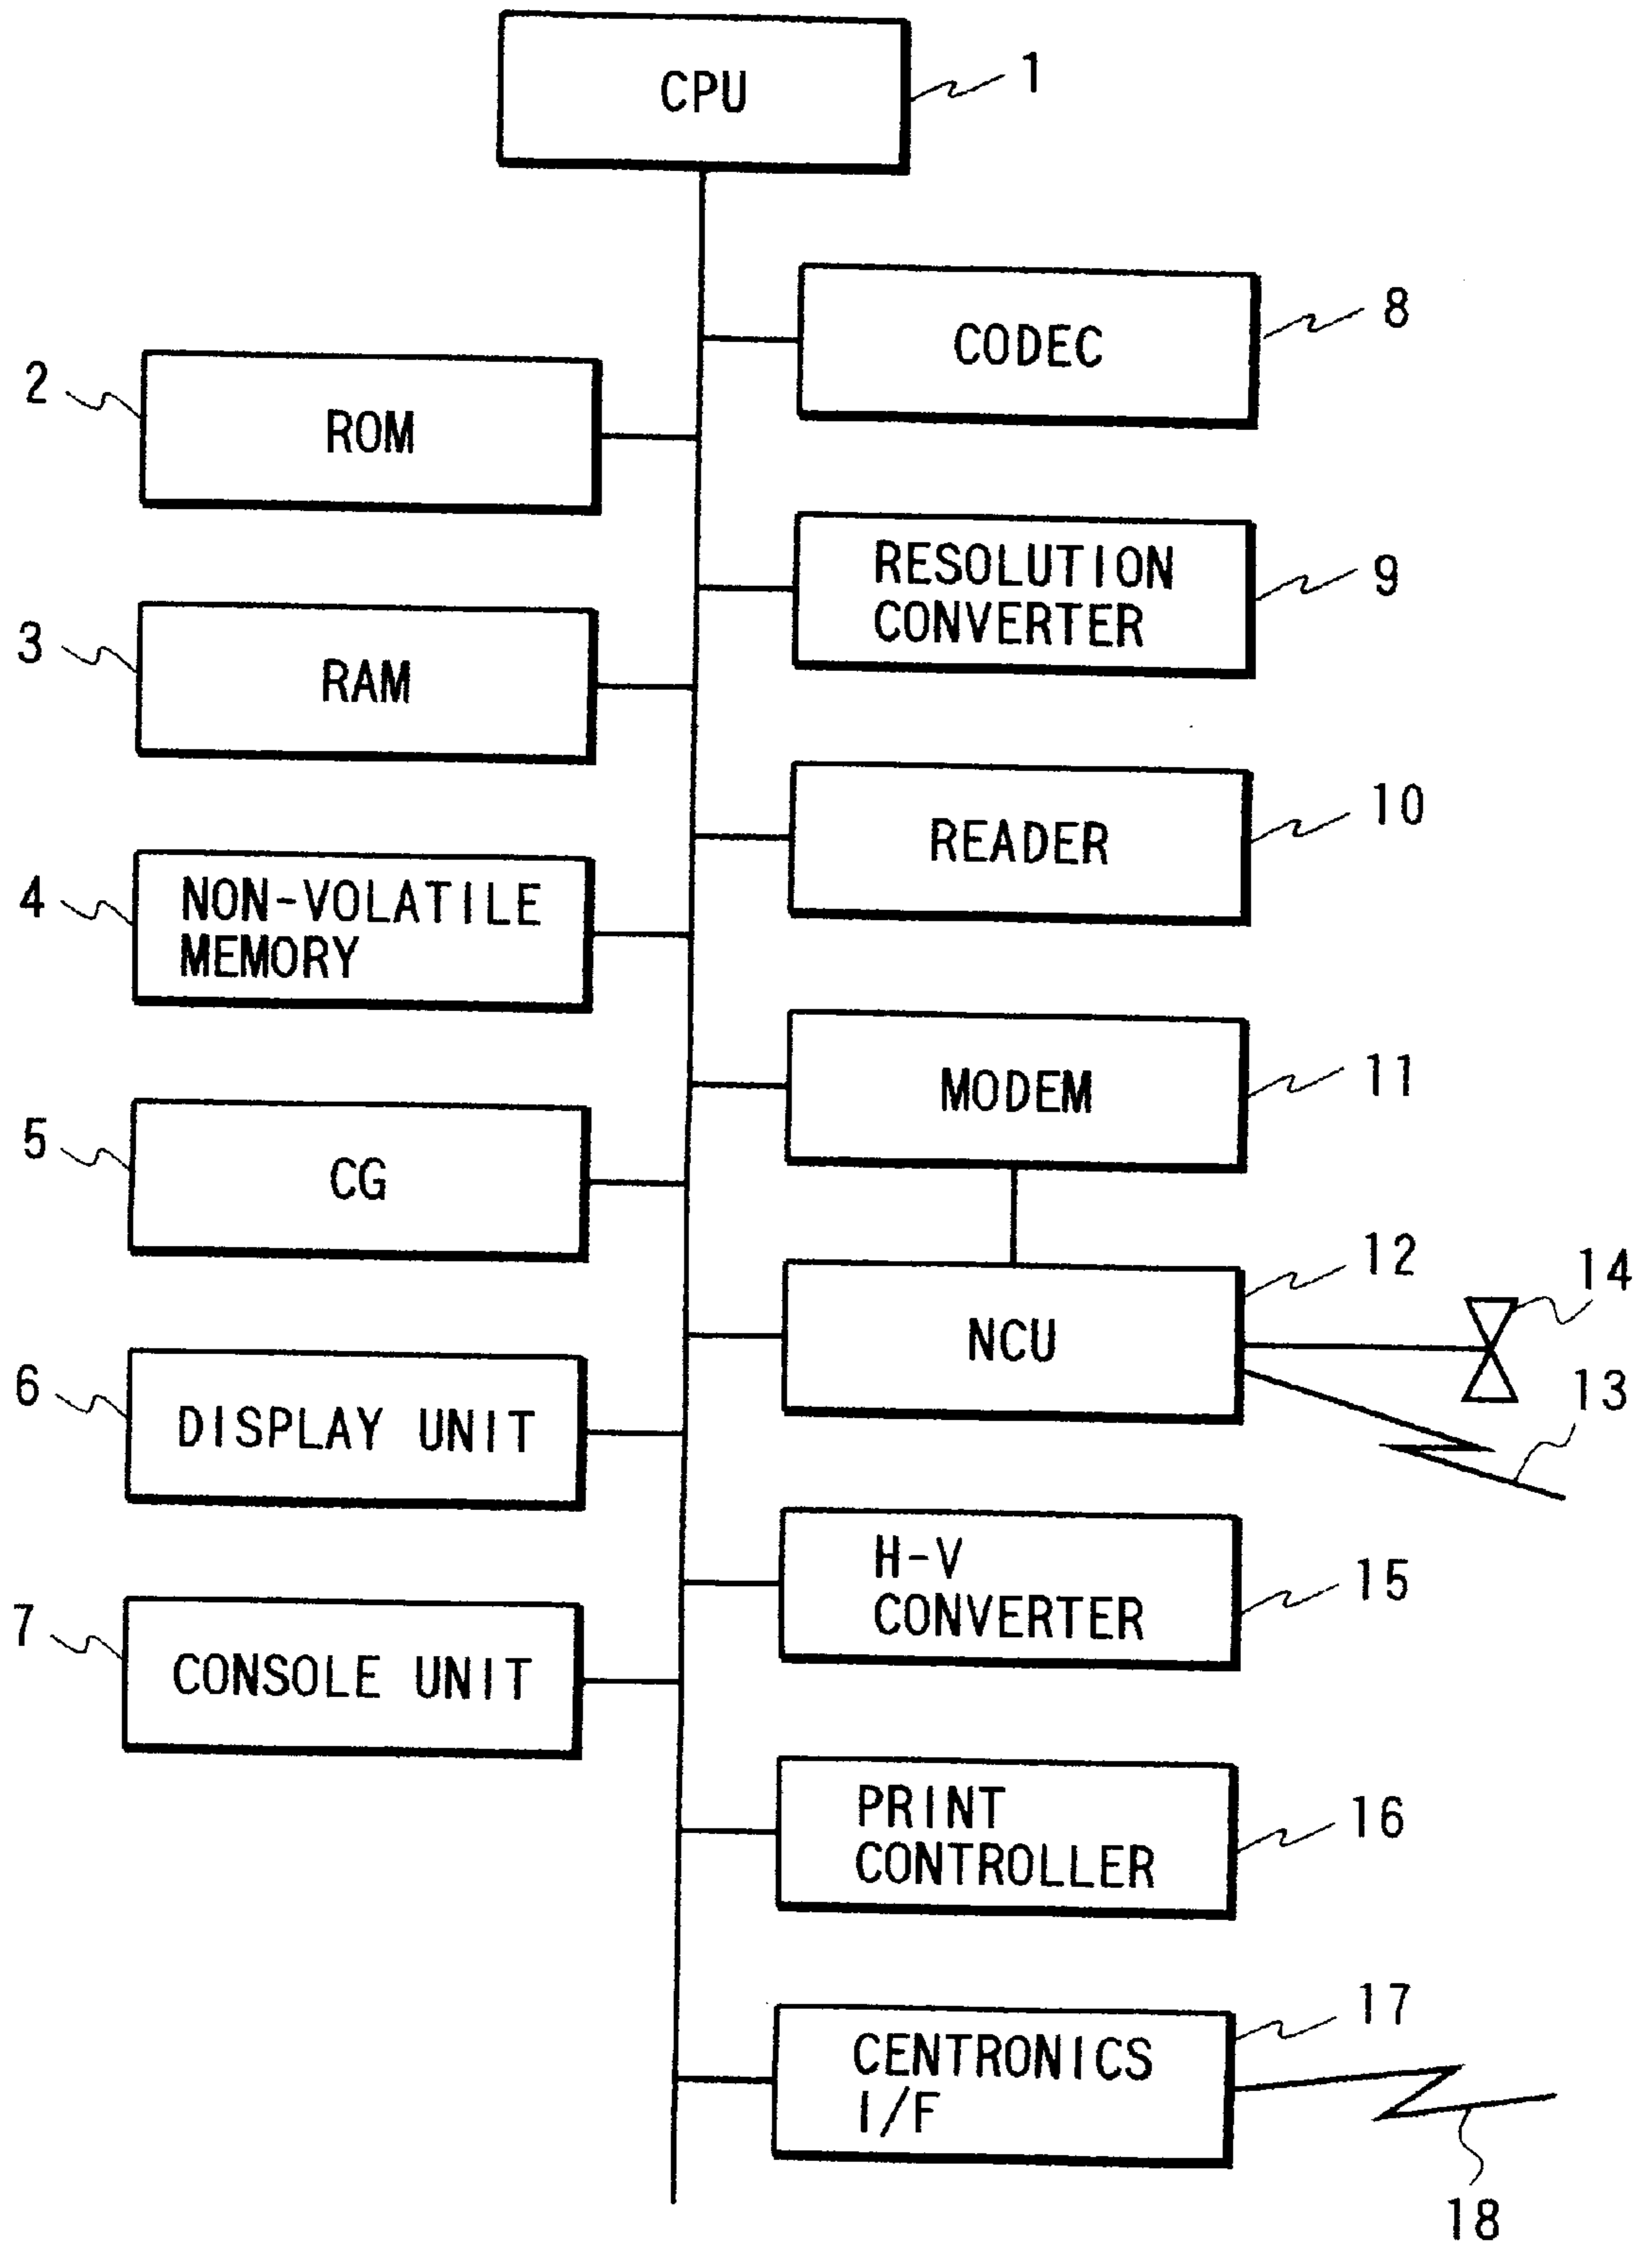 CPU
1
CODEC
8
2
ROM
RESOLUTION
CONVERTER
9
3
RAM
READER
10
4
NON-VOLATILE
MEMORY
MODEM
11
5
CG
NCU
12
14
13
6
DISPLAY UNIT
H-V
CONVERTER
15
7
CONSOLE UNIT
PRINT
CONTROLLER
16
CENTRONICS
I/F
17
18